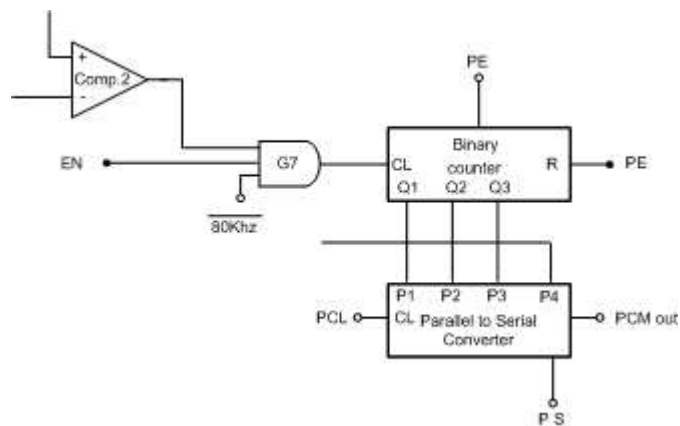 PE
+
Comp.2
-
EN
G7
Binary
counter
CL
R
PE
Q1 Q2 Q3
80Khz
P1 P2 P3 P4
PCL
CL
Parallel to Serial
Converter
PCM out
P S